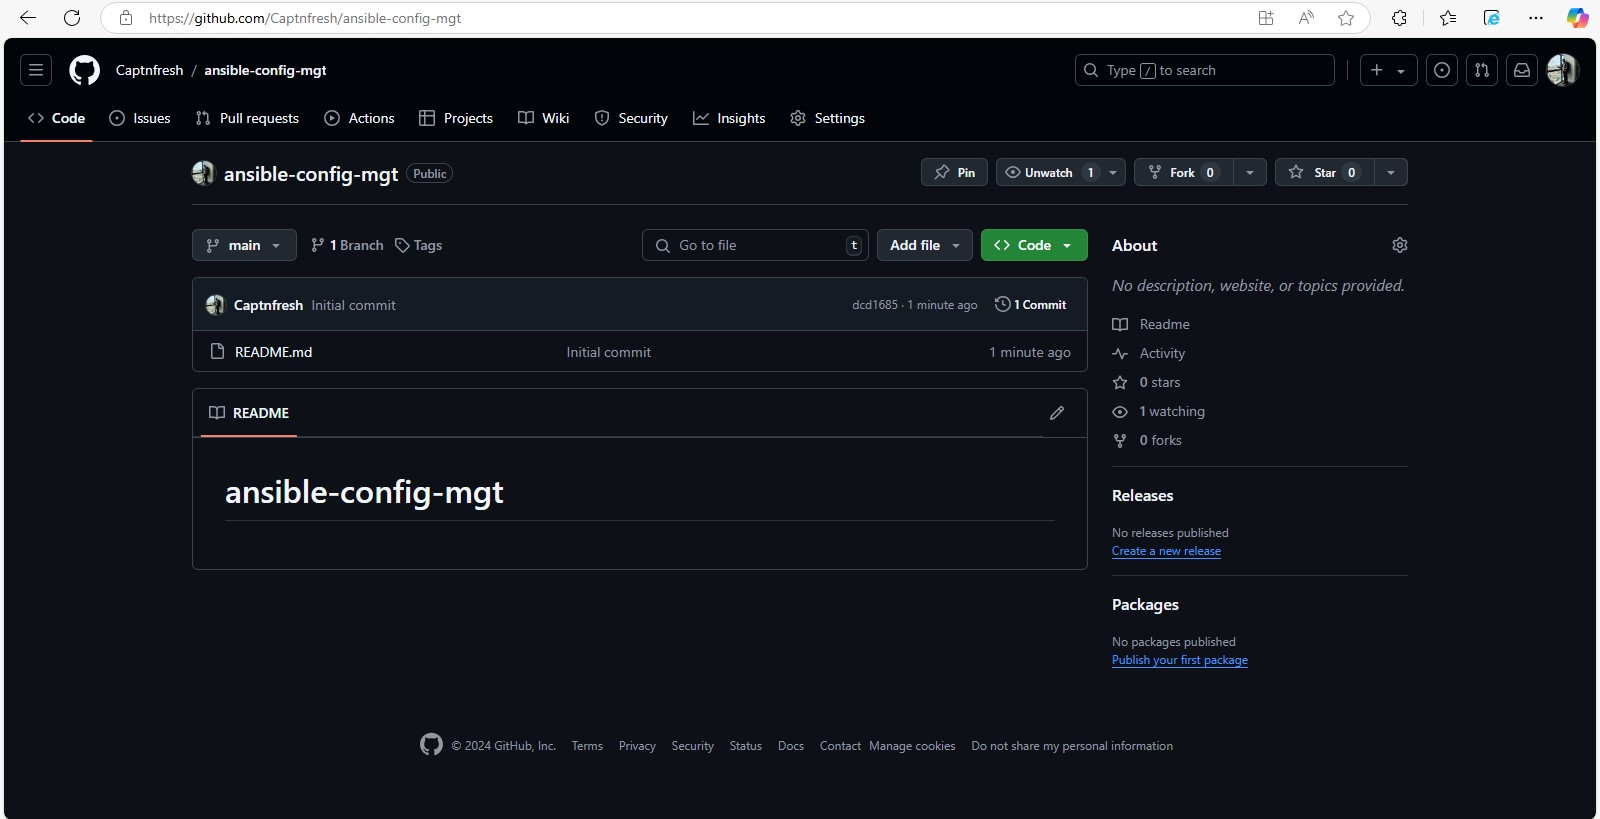 https://github.com/Captnfresh/ansible-config-mgt
Captnfresh / ansible-config-mgt
Type / to search
Code Issues Pull requests Actions Projects Wiki Security Insights Settings
ansible-config-mgt Public
Pin Unwatch 1 Fork 0 Star 0
main 1 Branch Tags Go to file t Add file Code
Captnfresh Initial commit dcd1685 · 1 minute ago 1 Commit
README.md Initial commit 1 minute ago
README
ansible-config-mgt
About
No description, website, or topics provided.
Readme
Activity
0 stars
1 watching
0 forks
Releases
No releases published
Create a new release
Packages
No packages published
Publish your first package
© 2024 GitHub, Inc. Terms Privacy Security Status Docs Contact Manage cookies Do not share my personal information